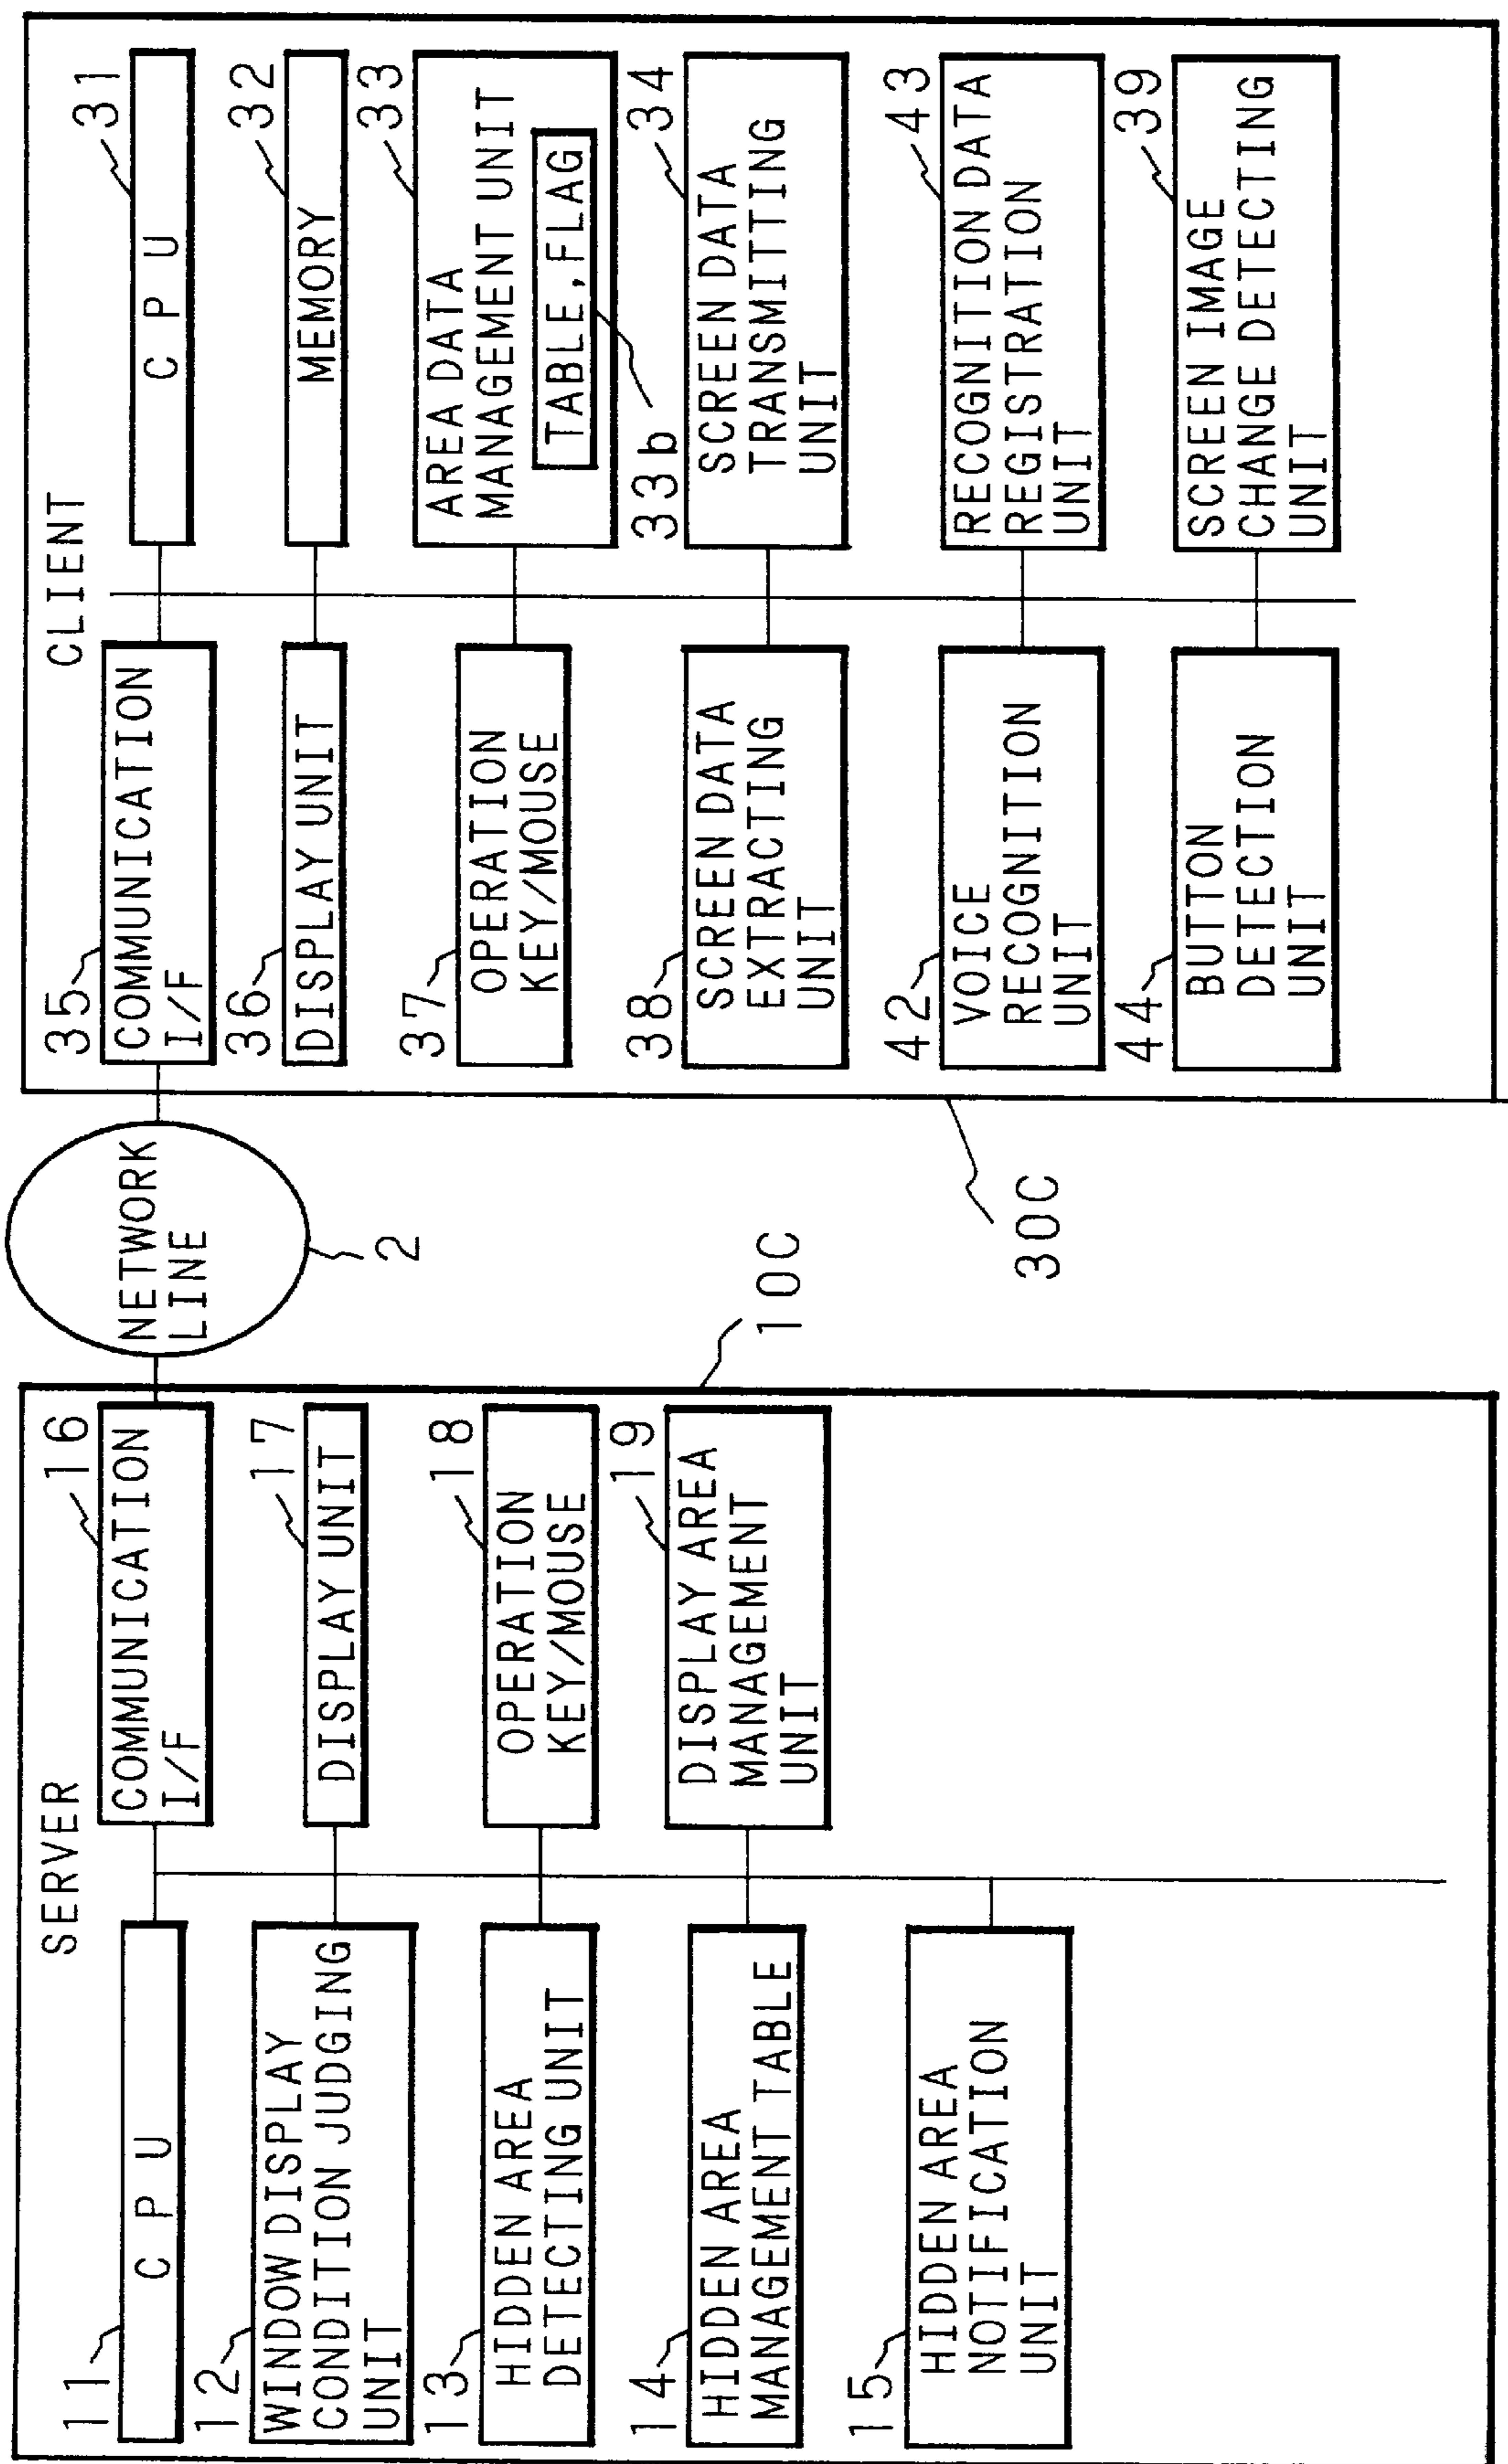 SERVER
11
CPU
12
WINDOW DISPLAY
CONDITION JUDGING
UNIT
13
HIDDEN AREA
DETECTING UNIT
14
HIDDEN AREA
MANAGEMENT TABLE
15
HIDDEN AREA
NOTIFICATION
UNIT
16
COMMUNICATION
I/F
17
DISPLAY UNIT
18
OPERATION
KEY/MOUSE
19
DISPLAY AREA
MANAGEMENT
UNIT
10C
NETWORK
LINE
2
CLIENT
35
COMMUNICATION
I/F
36
DISPLAY UNIT
37
OPERATION
KEY/MOUSE
38
SCREEN DATA
EXTRACTING
UNIT
42
VOICE
RECOGNITION
UNIT
44
BUTTON
DETECTION
UNIT
31
CPU
32
MEMORY
33
AREA DATA
MANAGEMENT UNIT
TABLE,FLAG
33b
34
SCREEN DATA
TRANSMITTING
UNIT
43
RECOGNITION DATA
REGISTRATION
UNIT
39
SCREEN IMAGE
CHANGE DETECTING
UNIT
30C